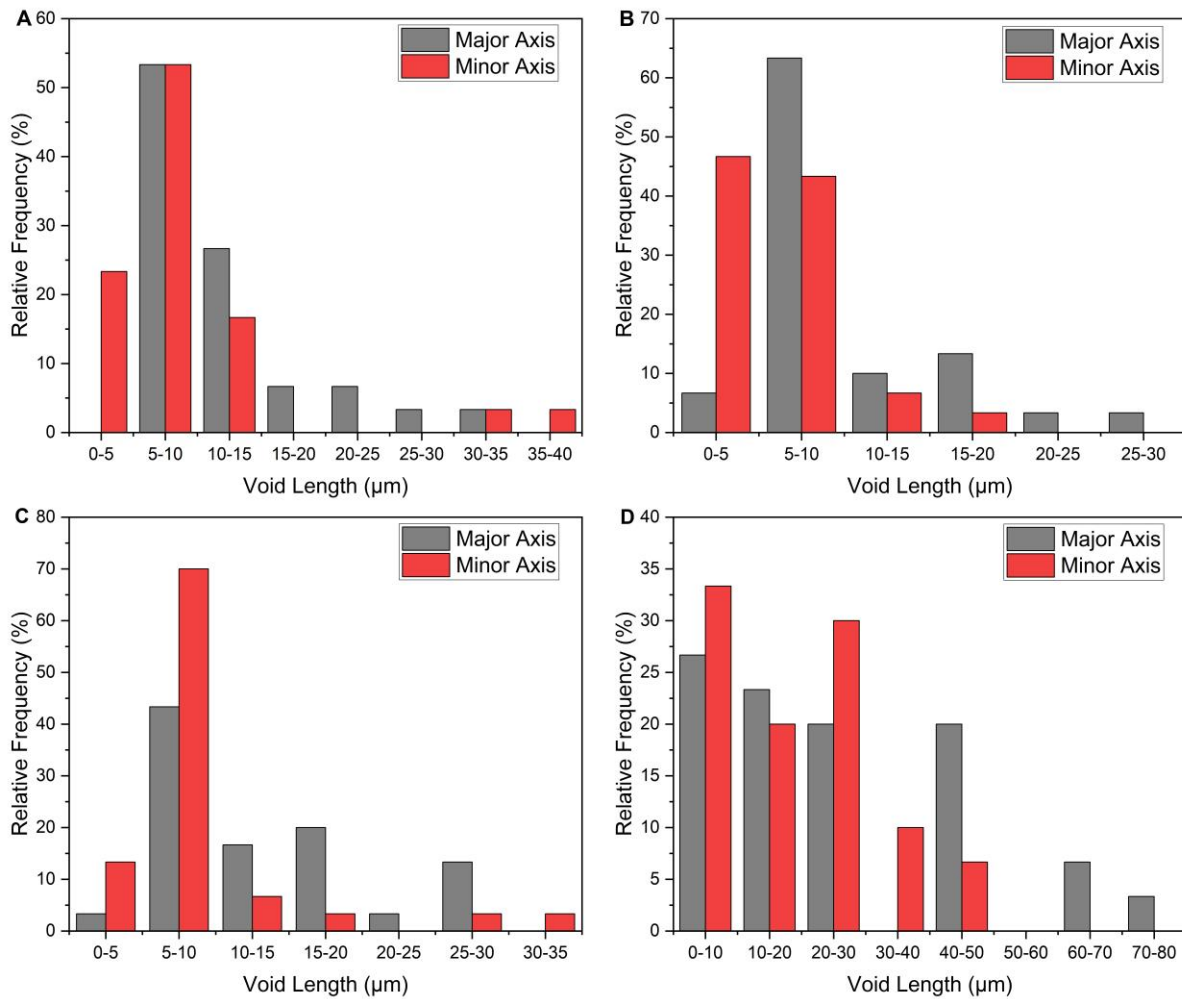 A
Relative Frequency (%)
60
50
40
30
20
10
0
Major Axis
Minor Axis
0-5 5-10 10-15 15-20 20-25 25-30 30-35 35-40
Void Length (µm)
B
Relative Frequency (%)
70
60
50
40
30
20
10
0
Major Axis
Minor Axis
0-5 5-10 10-15 15-20 20-25 25-30
Void Length (µm)
C
Relative Frequency (%)
80
70
60
50
40
30
20
10
0
Major Axis
Minor Axis
0-5 5-10 10-15 15-20 20-25 25-30 30-35
Void Length (µm)
D
Relative Frequency (%)
40
35
30
25
20
15
10
5
0
Major Axis
Minor Axis
0-10 10-20 20-30 30-40 40-50 50-60 60-70 70-80
Void Length (µm)